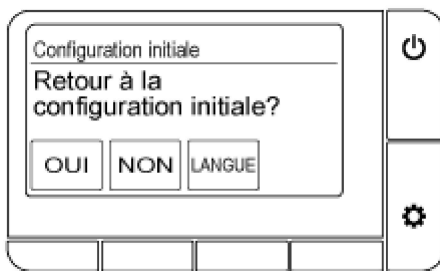 Configuration initiale
Retour à la
configuration initiale?
OUI NON LANGUE